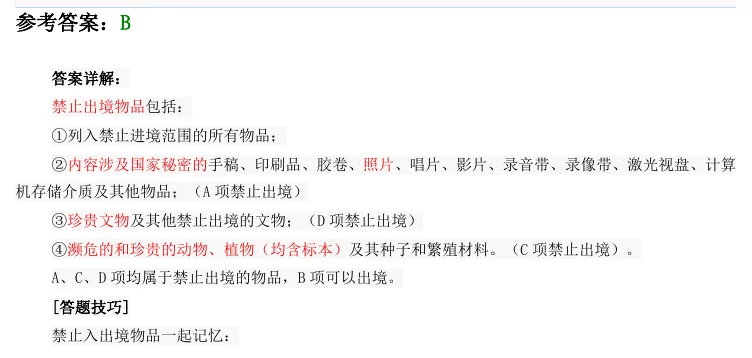 参考答案：B
答案详解：
禁止出境物品包括：
①列入禁止进境范围的所有物品；
②内容涉及国家秘密的手稿、印刷品、胶卷、照片、唱片、影片、录音带、录像带、激光视盘、计算
机存储介质及其他物品；（A 项禁止出境）
③珍贵文物及其他禁止出境的文物；（D 项禁止出境）
④濒危的和珍贵的动物、植物（均含标本）及其种子和繁殖材料。（C 项禁止出境）。
A、C、D 项均属于禁止出境的物品，B 项可以出境。
[答题技巧]
禁止入出境物品一起记忆：